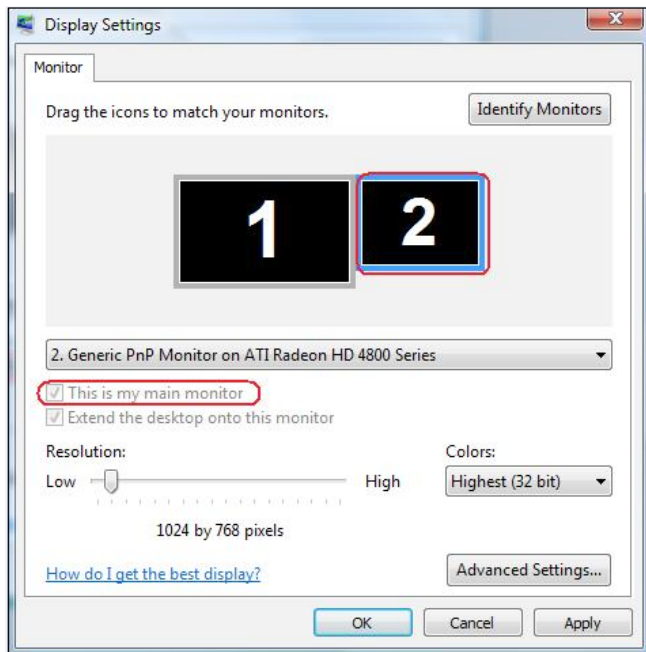 Display Settings
Monitor
Drag the icons to match your monitors.
Identify Monitors
1
2
2. Generic PnP Monitor on ATI Radeon HD 4800 Series
This is my main monitor
Extend the desktop onto this monitor
Resolution:
Colors:
Low
High
Highest (32 bit)
1024 by 768 pixels
How do I get the best display?
Advanced Settings...
OK
Cancel
Apply